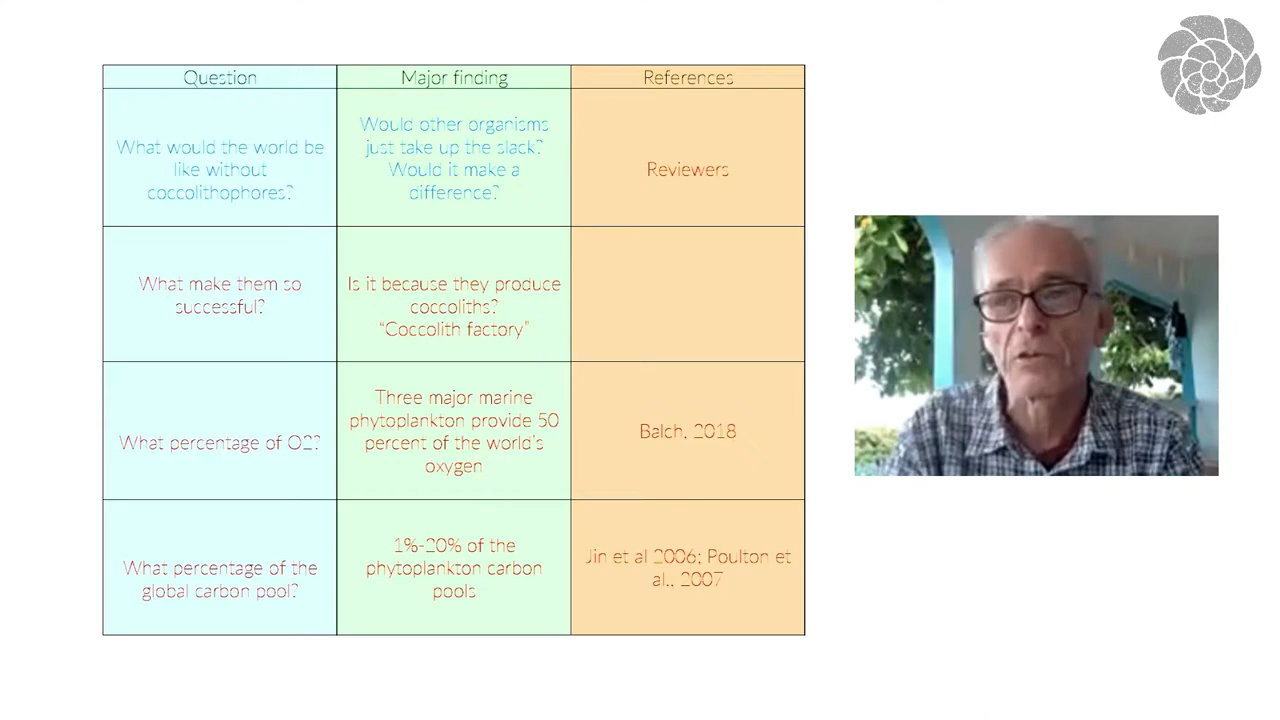 Question
Major finding
References
What would the world be
like without
coccolithophores?
Would other organisms
just take up the slack?
Would it make a
difference?
Reviewers
What make them so
successful?
Is it because they produce
coccoliths?
“Coccolith factory”
What percentage of O2?
Three major marine
phytoplankton provide 50
percent of the world's
oxygen
Balch, 2018
What percentage of the
global carbon pool?
1%-20% of the
phytoplankton carbon
pools
Jin et al 2006; Poulton et
al., 2007